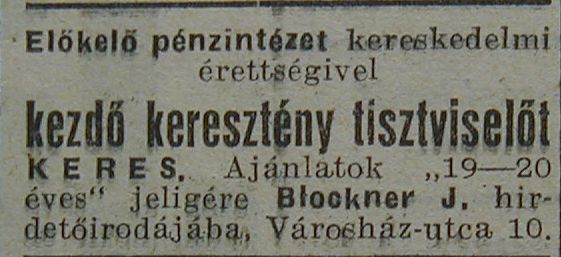 Előkelő pénzintézet kereskedelmi
érettségivel
kezdő keresztény tisztviselőt
KERES. Ajánlatok „19—20
éves“ jeligére Blockner J. hir-
detőirodájába, Városház-utca 10.